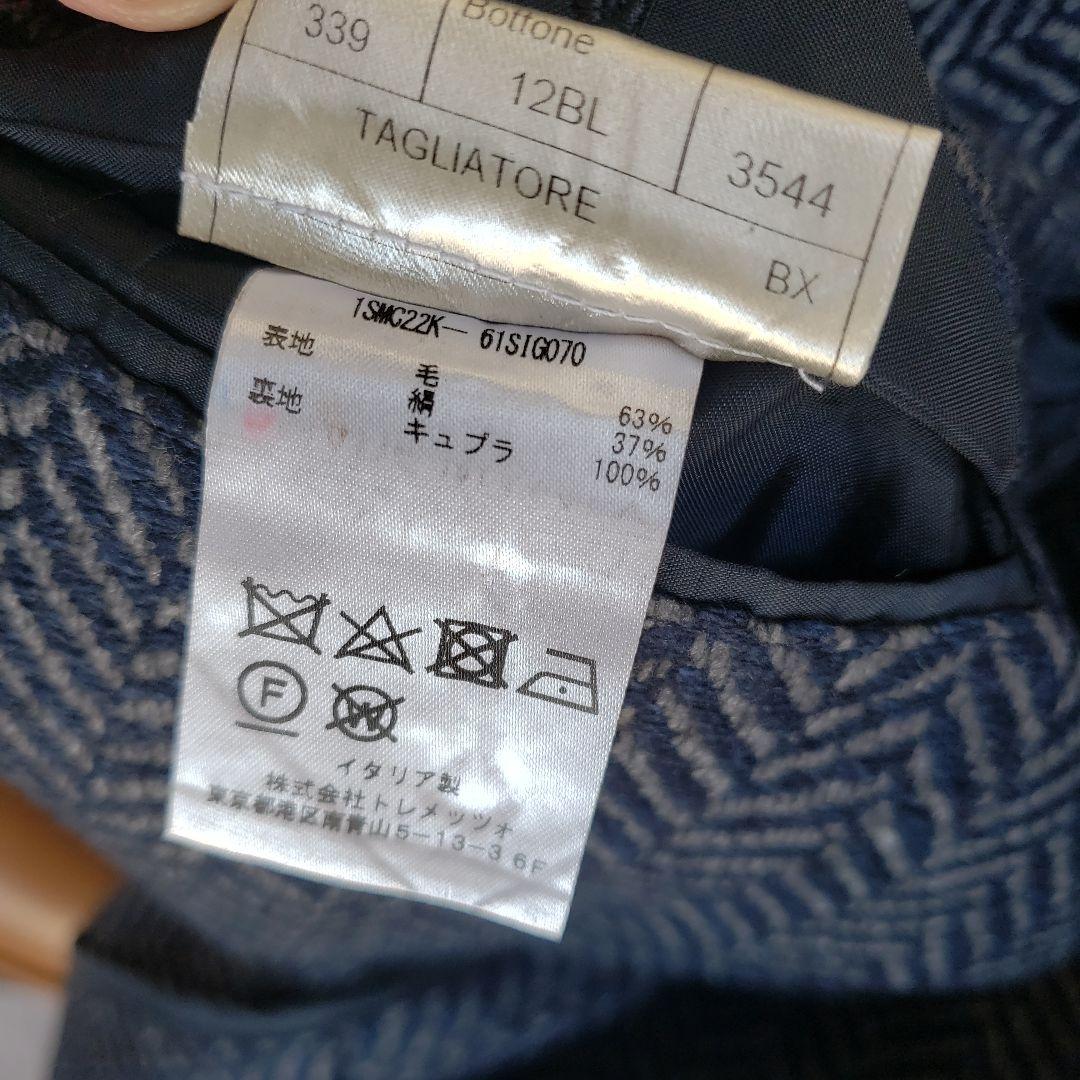 339 Bottone 12BL 3544
TAGLIATORE
BX
1SMC22K- 61SIG070
表地 毛 63%
絹 37%
裏地 キュプラ 100%
F W
イタリア製
株式会社トレメッツォ
東京都港区南青山5-13-3 6F